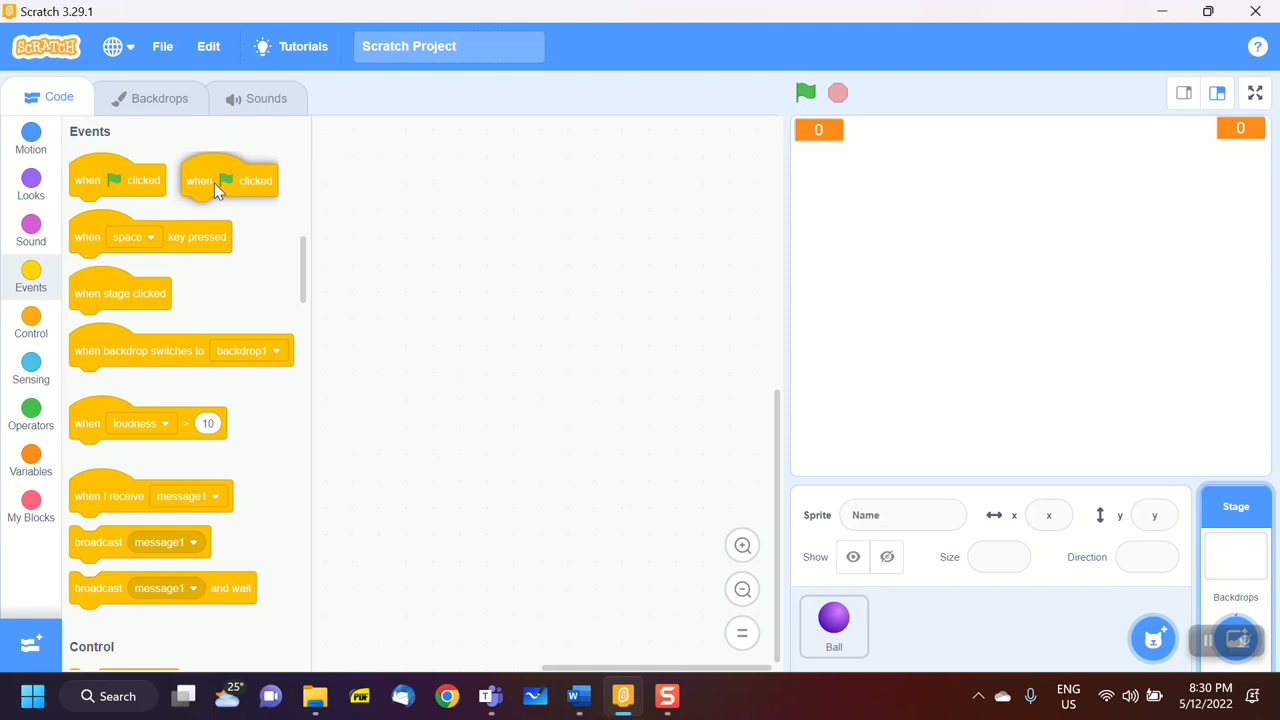 Scratch 3.29.1
SCRATCH File Edit Tutorials Scratch Project ?
Code Backdrops Sounds
0 0
Motion
Looks
Sound
Events
Control
Sensing
Operators
Variables
My Blocks
Events
when clicked when clicked
when space key pressed
when stage clicked
when backdrop switches to backdrop1
when loudness > 10
when I receive message1
broadcast message1
broadcast message1 and wait
Control
Sprite Name x x y y
Show Size Direction
Ball
Stage
Backdrops
Search 25° PDF W S ENG US 8:30 PM 5/12/2022